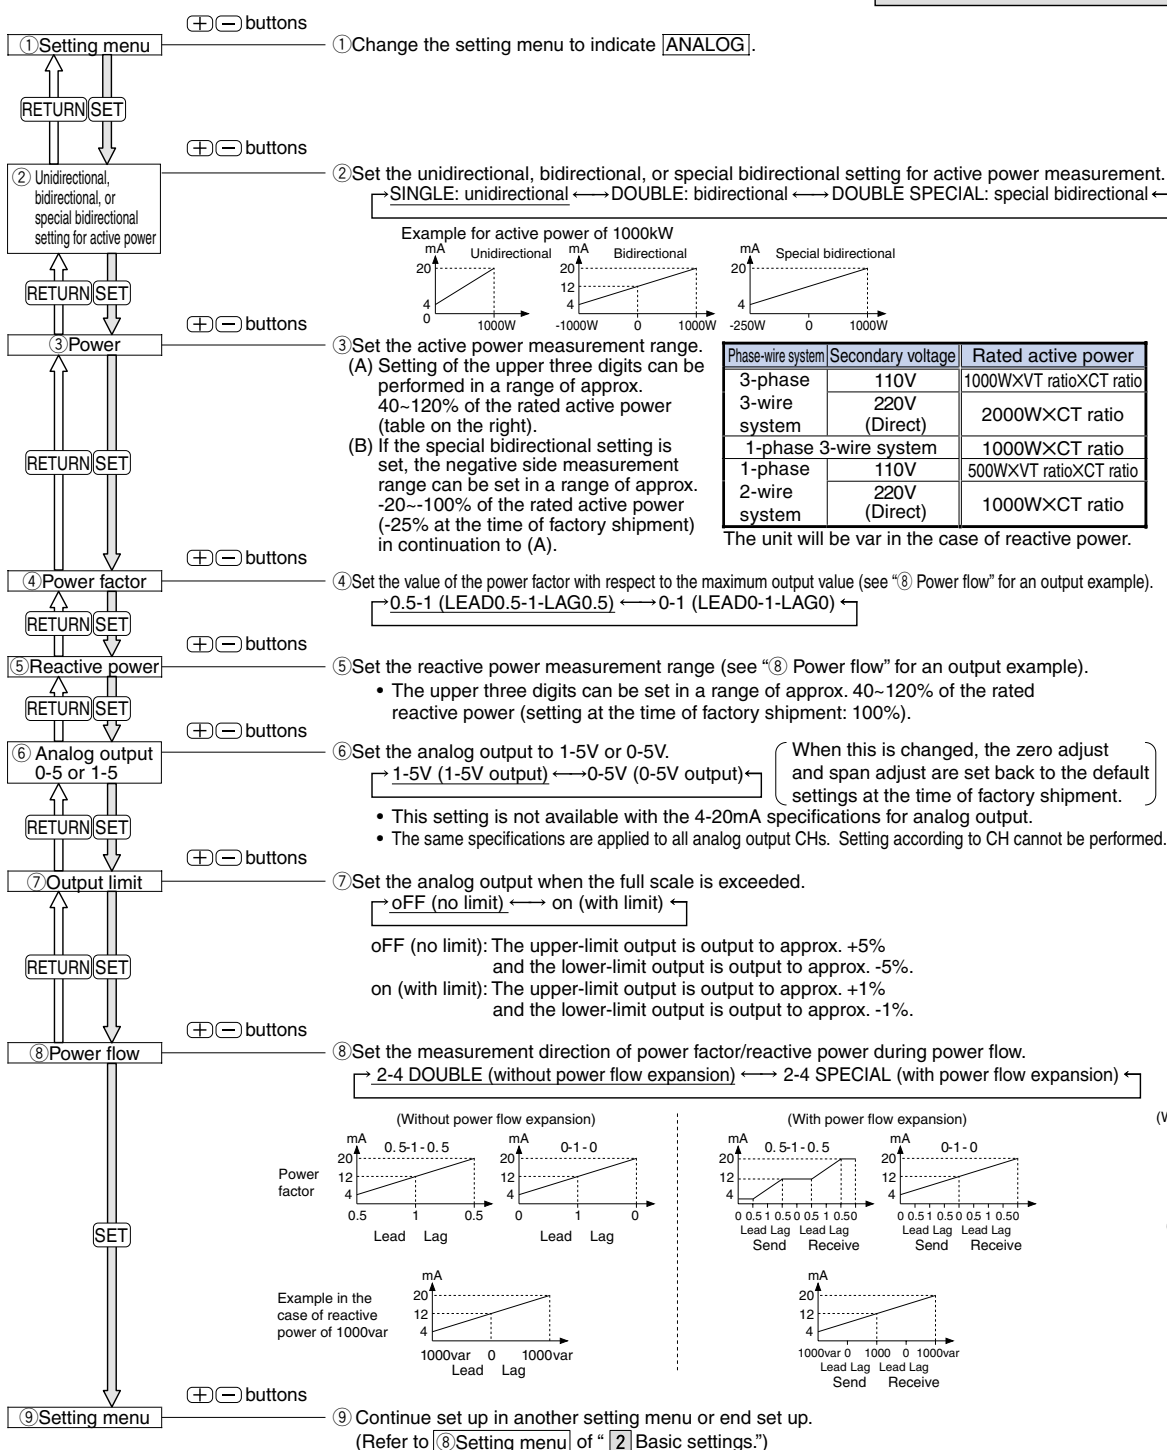 + − buttons
①Setting menu
①Change the setting menu to indicate ANALOG.
RETURN SET
+ − buttons
② Unidirectional,
bidirectional, or
special bidirectional
setting for active power
②Set the unidirectional, bidirectional, or special bidirectional setting for active power measurement.
→SINGLE: unidirectional ←→DOUBLE: bidirectional ←→ DOUBLE SPECIAL: special bidirectional ←
Example for active power of 1000kW
mA Unidirectional
20
4
0
1000W
mA Bidirectional
20
12
4
-1000W 0 1000W
mA Special bidirectional
20
4
-250W 0 1000W
RETURN SET
+ − buttons
③Power
③Set the active power measurement range.
(A) Setting of the upper three digits can be
performed in a range of approx.
40~120% of the rated active power
(table on the right).
(B) If the special bidirectional setting is
set, the negative side measurement
range can be set in a range of approx.
-20~-100% of the rated active power
(-25% at the time of factory shipment)
in continuation to (A).
Phase-wire system Secondary voltage Rated active power
3-phase 3-wire system 110V 1000W×VT ratio×CT ratio
220V (Direct) 2000W×CT ratio
1-phase 3-wire system 1000W×CT ratio
1-phase 2-wire system 110V 500W×VT ratio×CT ratio
220V (Direct) 1000W×CT ratio
The unit will be var in the case of reactive power.
RETURN SET
+ − buttons
④Power factor
④Set the value of the power factor with respect to the maximum output value (see “⑧ Power flow” for an output example).
→0.5-1 (LEAD0.5-1-LAG0.5) ←→0-1 (LEAD0-1-LAG0) ←
RETURN SET
+ − buttons
⑤Reactive power
⑤Set the reactive power measurement range (see “⑧ Power flow” for an output example).
• The upper three digits can be set in a range of approx. 40~120% of the rated
reactive power (setting at the time of factory shipment: 100%).
RETURN SET
+ − buttons
⑥ Analog output
0-5 or 1-5
⑥Set the analog output to 1-5V or 0-5V.
→ 1-5V (1-5V output) ←→0-5V (0-5V output)←
When this is changed, the zero adjust
and span adjust are set back to the default
settings at the time of factory shipment.
• This setting is not available with the 4-20mA specifications for analog output.
• The same specifications are applied to all analog output CHs. Setting according to CH cannot be performed.
RETURN SET
+ − buttons
⑦Output limit
⑦Set the analog output when the full scale is exceeded.
→oFF (no limit) ←→ on (with limit) ←
oFF (no limit): The upper-limit output is output to approx. +5%
and the lower-limit output is output to approx. -5%.
on (with limit): The upper-limit output is output to approx. +1%
and the lower-limit output is output to approx. -1%.
RETURN SET
+ − buttons
⑧Power flow
⑧Set the measurement direction of power factor/reactive power during power flow.
→ 2-4 DOUBLE (without power flow expansion) ←→ 2-4 SPECIAL (with power flow expansion) ←
(Without power flow expansion)
(With power flow expansion)
(W
Power
factor
mA 0.5-1-0.5
20
12
4
0.5 1 0.5
Lead Lag
mA 0-1-0
20
12
4
0 1 0
Lead Lag
mA 0.5-1-0.5
20
12
4
0 0.5 1 0.5 0 0.5 1 0.50
Lead Lag Lead Lag
Send Receive
mA 0-1-0
20
12
4
0 0.5 1 0.5 0 0.5 1 0.50
Lead Lag Lead Lag
Send Receive
SET
Example in the
case of reactive
power of 1000var
mA
20
12
4
1000var 0 1000var
Lead Lag
mA
20
12
4
1000var 0 1000 0 1000var
Lead Lag Lead Lag
Send Receive
+ − buttons
⑨Setting menu
⑨ Continue set up in another setting menu or end set up.
(Refer to ⑧Setting menu of “ 2 Basic settings.”)